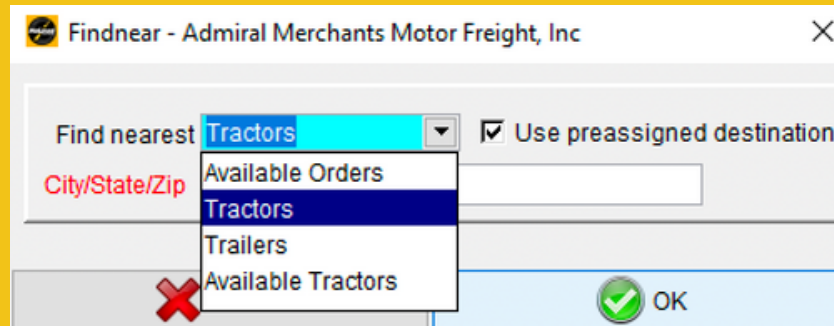 Findnear - Admiral Merchants Motor Freight, Inc
Find nearest Tractors Use preassigned destination
City/State/Zip
Available Orders
Tractors
Trailers
Available Tractors
OK